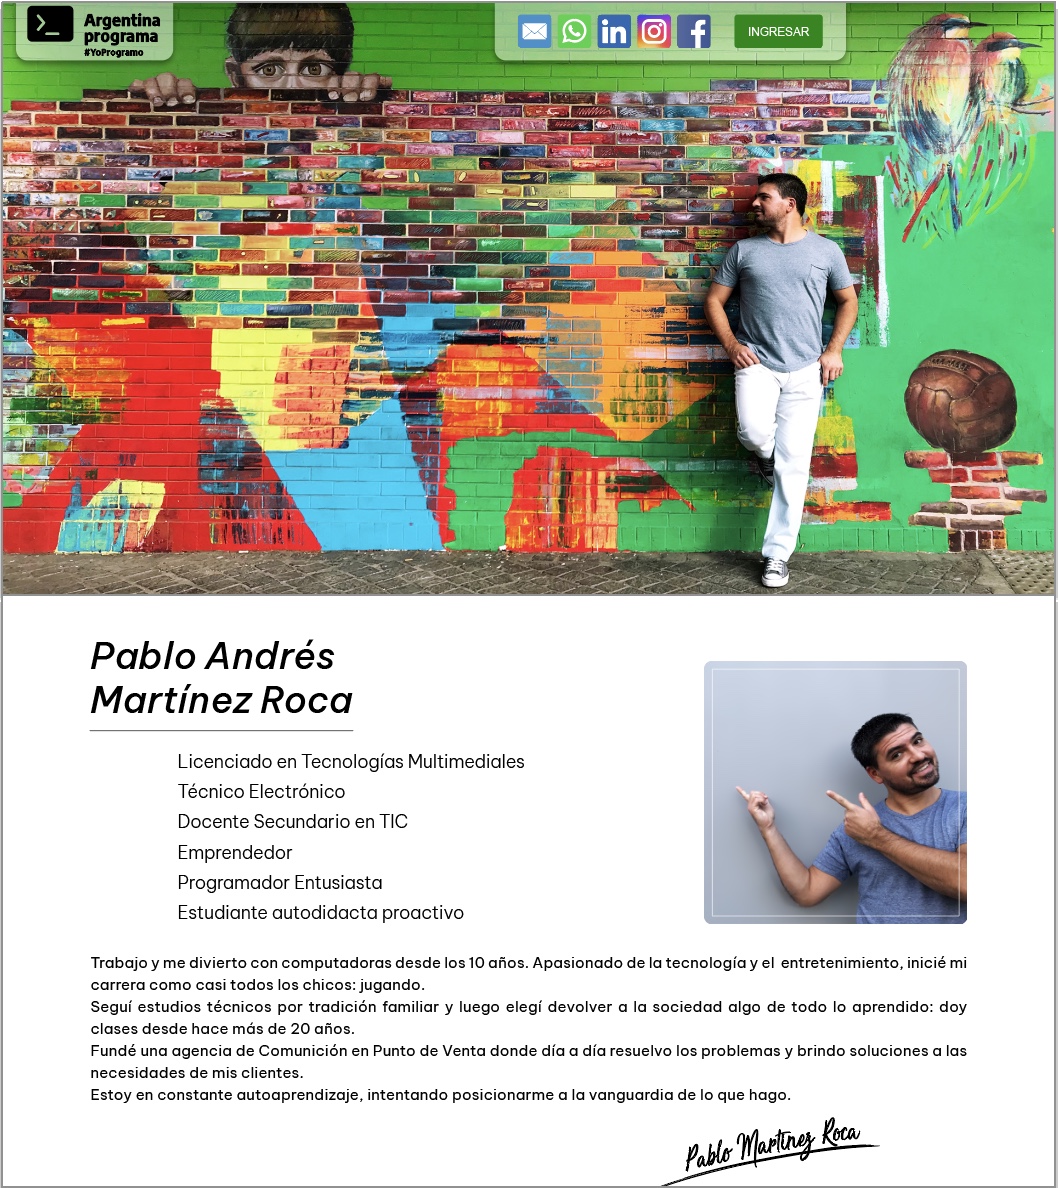 Argentina
programa
#YoProgramo
INGRESAR
Pablo Andrés
Martínez Roca
Licenciado en Tecnologías Multimediales
Técnico Electrónico
Docente Secundario en TIC
Emprendedor
Programador Entusiasta
Estudiante autodidacta proactivo
Trabajo y me divierto con computadoras desde los 10 años. Apasionado de la tecnología y el entretenimiento, inicié mi
carrera como casi todos los chicos: jugando.
Seguí estudios técnicos por tradición familiar y luego elegí devolver a la sociedad algo de todo lo aprendido: doy
clases desde hace más de 20 años.
Fundé una agencia de Comunición en Punto de Venta donde día a día resuelvo los problemas y brindo soluciones a las
necesidades de mis clientes.
Estoy en constante autoaprendizaje, intentando posicionarme a la vanguardia de lo que hago.
Pablo Martínez Roca